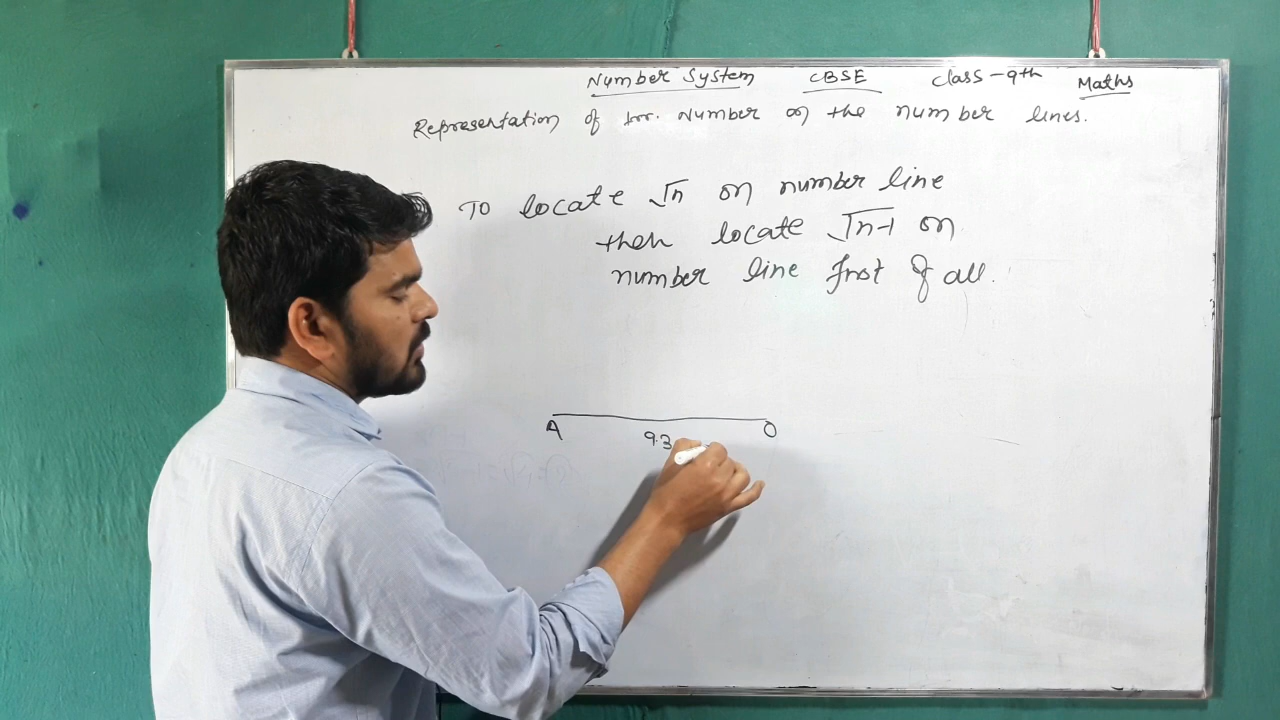 Number System CBSE Class-9th Maths
Representation of Irr. Number on the number lines.
To locate √n on number line
then locate √n-1 on
number line first of all.
A O
9.3